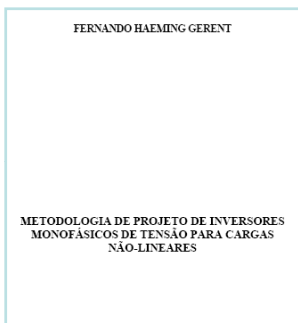 FERNANDO HAEMING GERENT
METODOLOGIA DE PROJETO DE INVERSORES
MONOFÁSICOS DE TENSÃO PARA CARGAS
NÃO-LINEARES